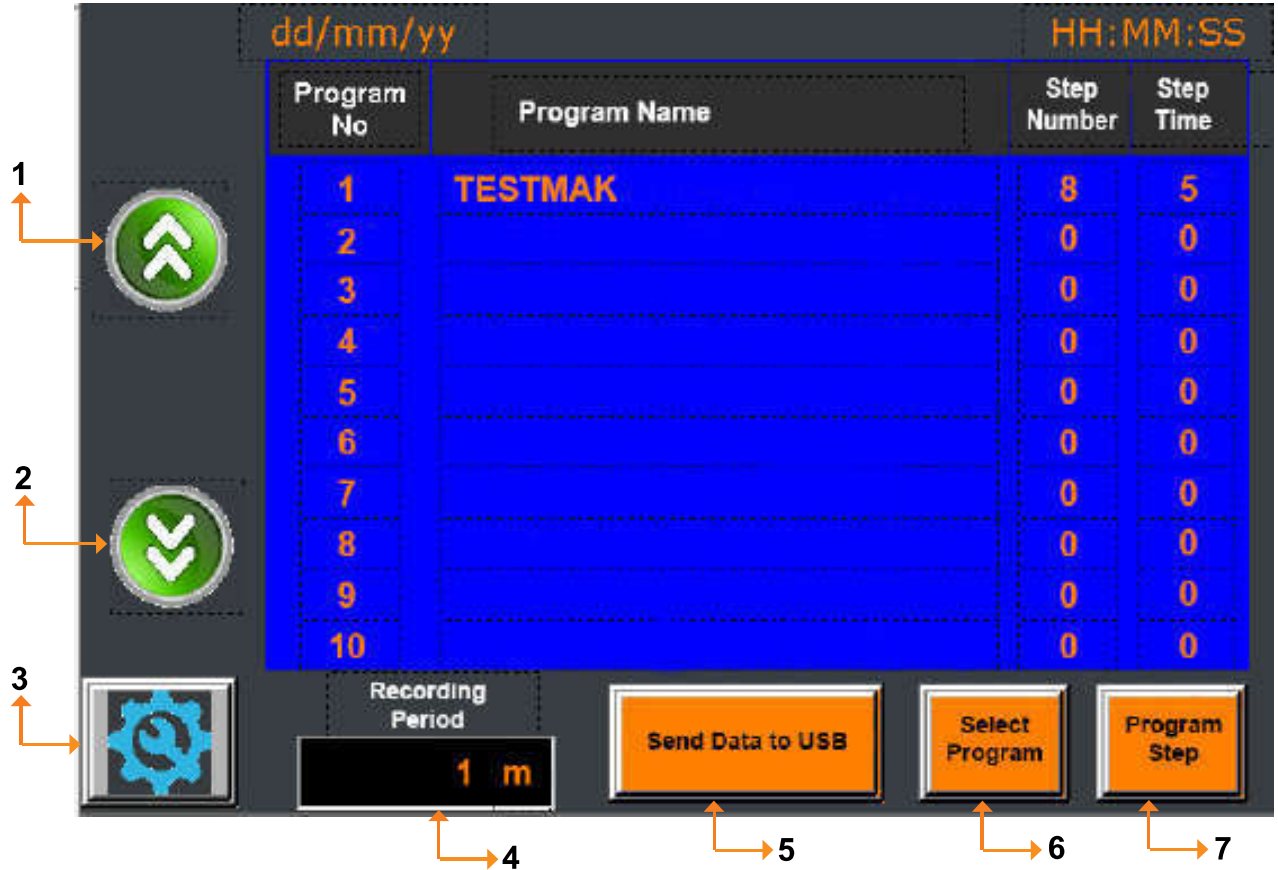 dd/mm/yy HH:MM:SS
Program No Program Name Step Number Step Time
1 TESTMAK 8 5
2 0 0
3 0 0
4 0 0
5 0 0
6 0 0
7 0 0
8 0 0
9 0 0
10 0 0
1
2
3
Recording
Period
1 m
Send Data to USB
Select
Program
Program
Step
4
5
6
7